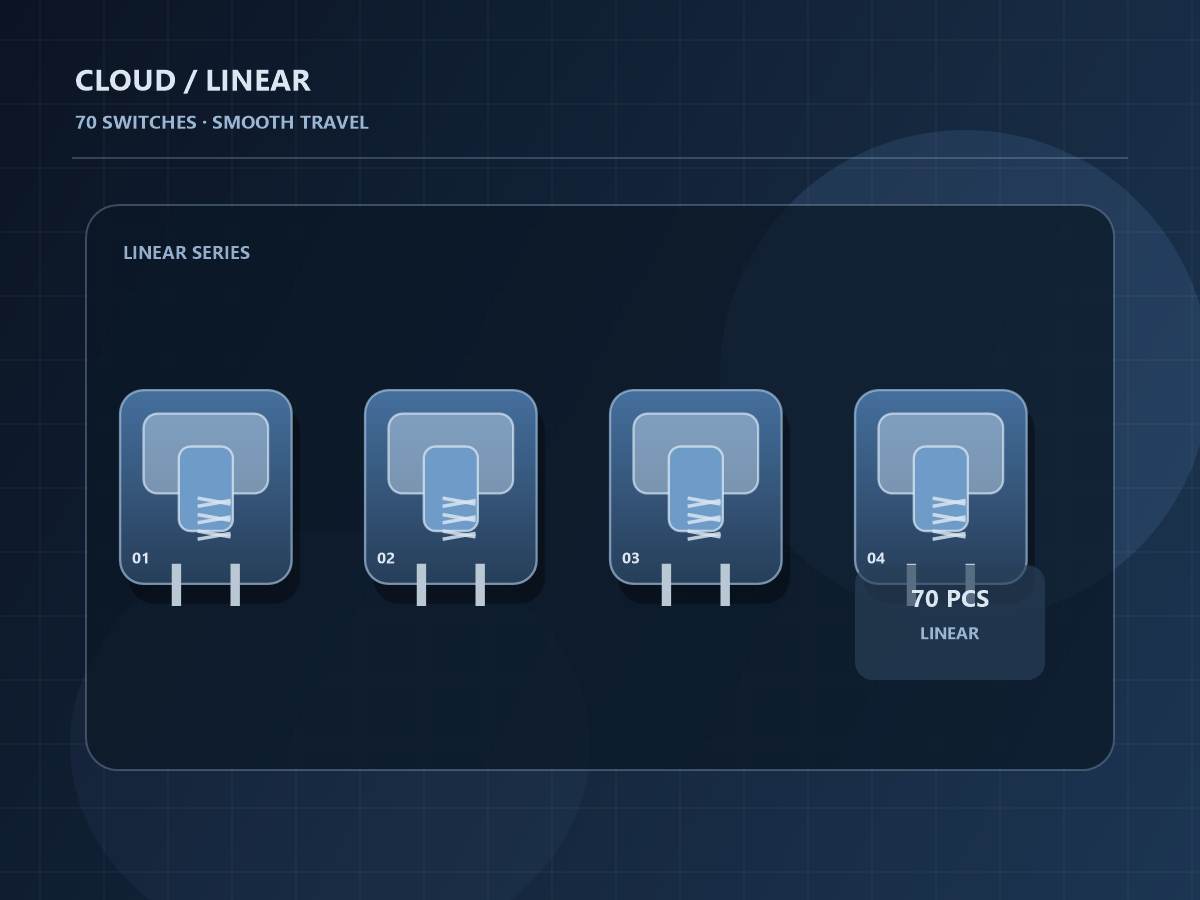 CLOUD / LINEAR
70 SWITCHES · SMOOTH TRAVEL
LINEAR SERIES
01
02
03
04
70 PCS
LINEAR